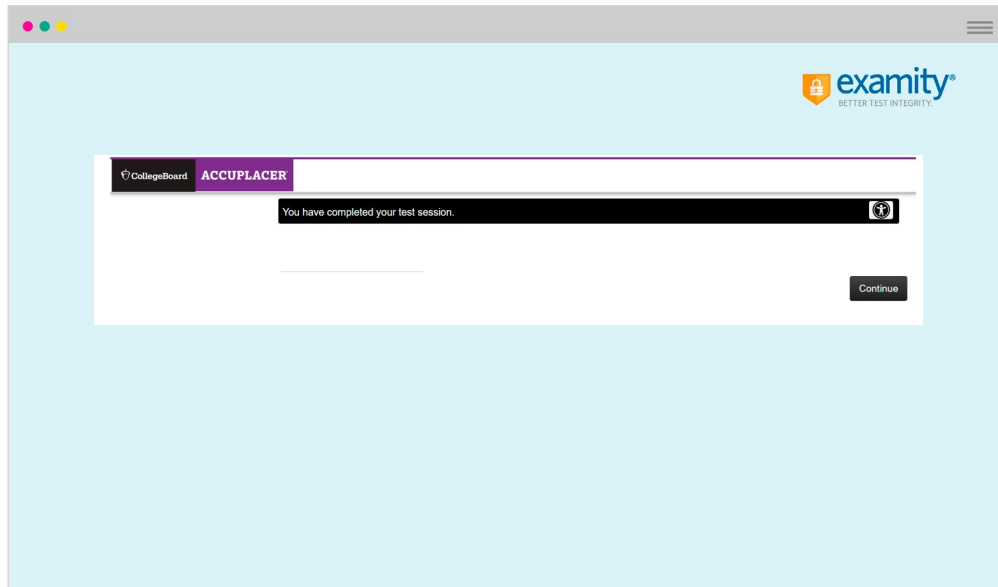 examity®
BETTER TEST INTEGRITY.
CollegeBoard ACCUPLACER
You have completed your test session.
Continue